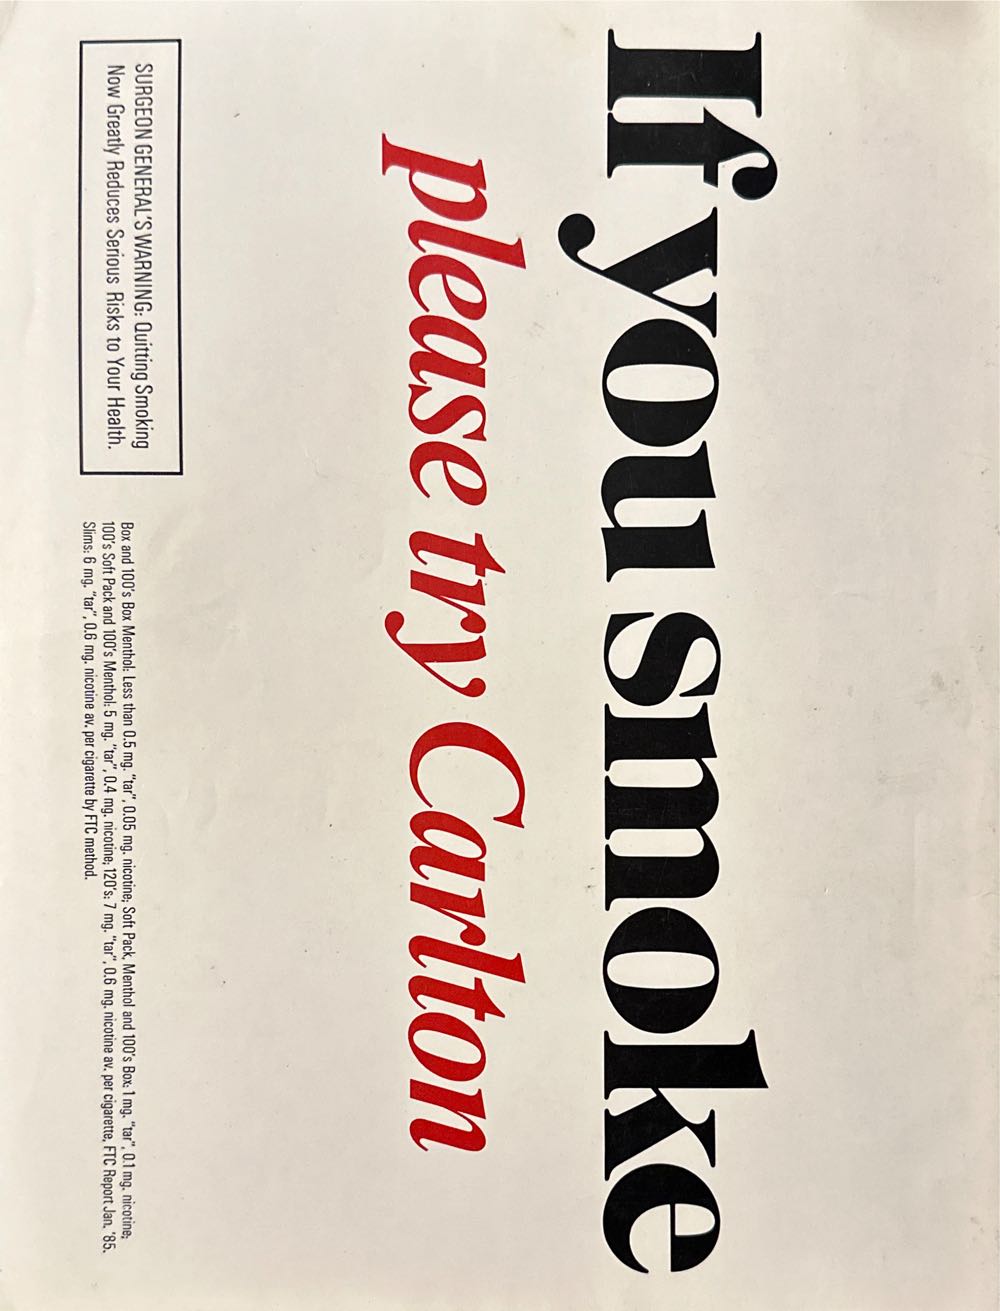 If you smoke
please try Carlton
SURGEON GENERAL'S WARNING: Quitting Smoking
Now Greatly Reduces Serious Risks to Your Health.
Box and 100's Box Menthol: Less than 0.5 mg. "tar", 0.05 mg. nicotine; Soft Pack, Menthol and 100's Box: 1 mg. "tar", 0.1 mg. nicotine;
100's Soft Pack and 100's Menthol: 5 mg. "tar", 0.4 mg. nicotine; 120's: 7 mg. "tar", 0.6 mg. nicotine av. per cigarette, FTC Report Jan. '85.
Slims: 6 mg. "tar", 0.6 mg. nicotine av. per cigarette by FTC method.